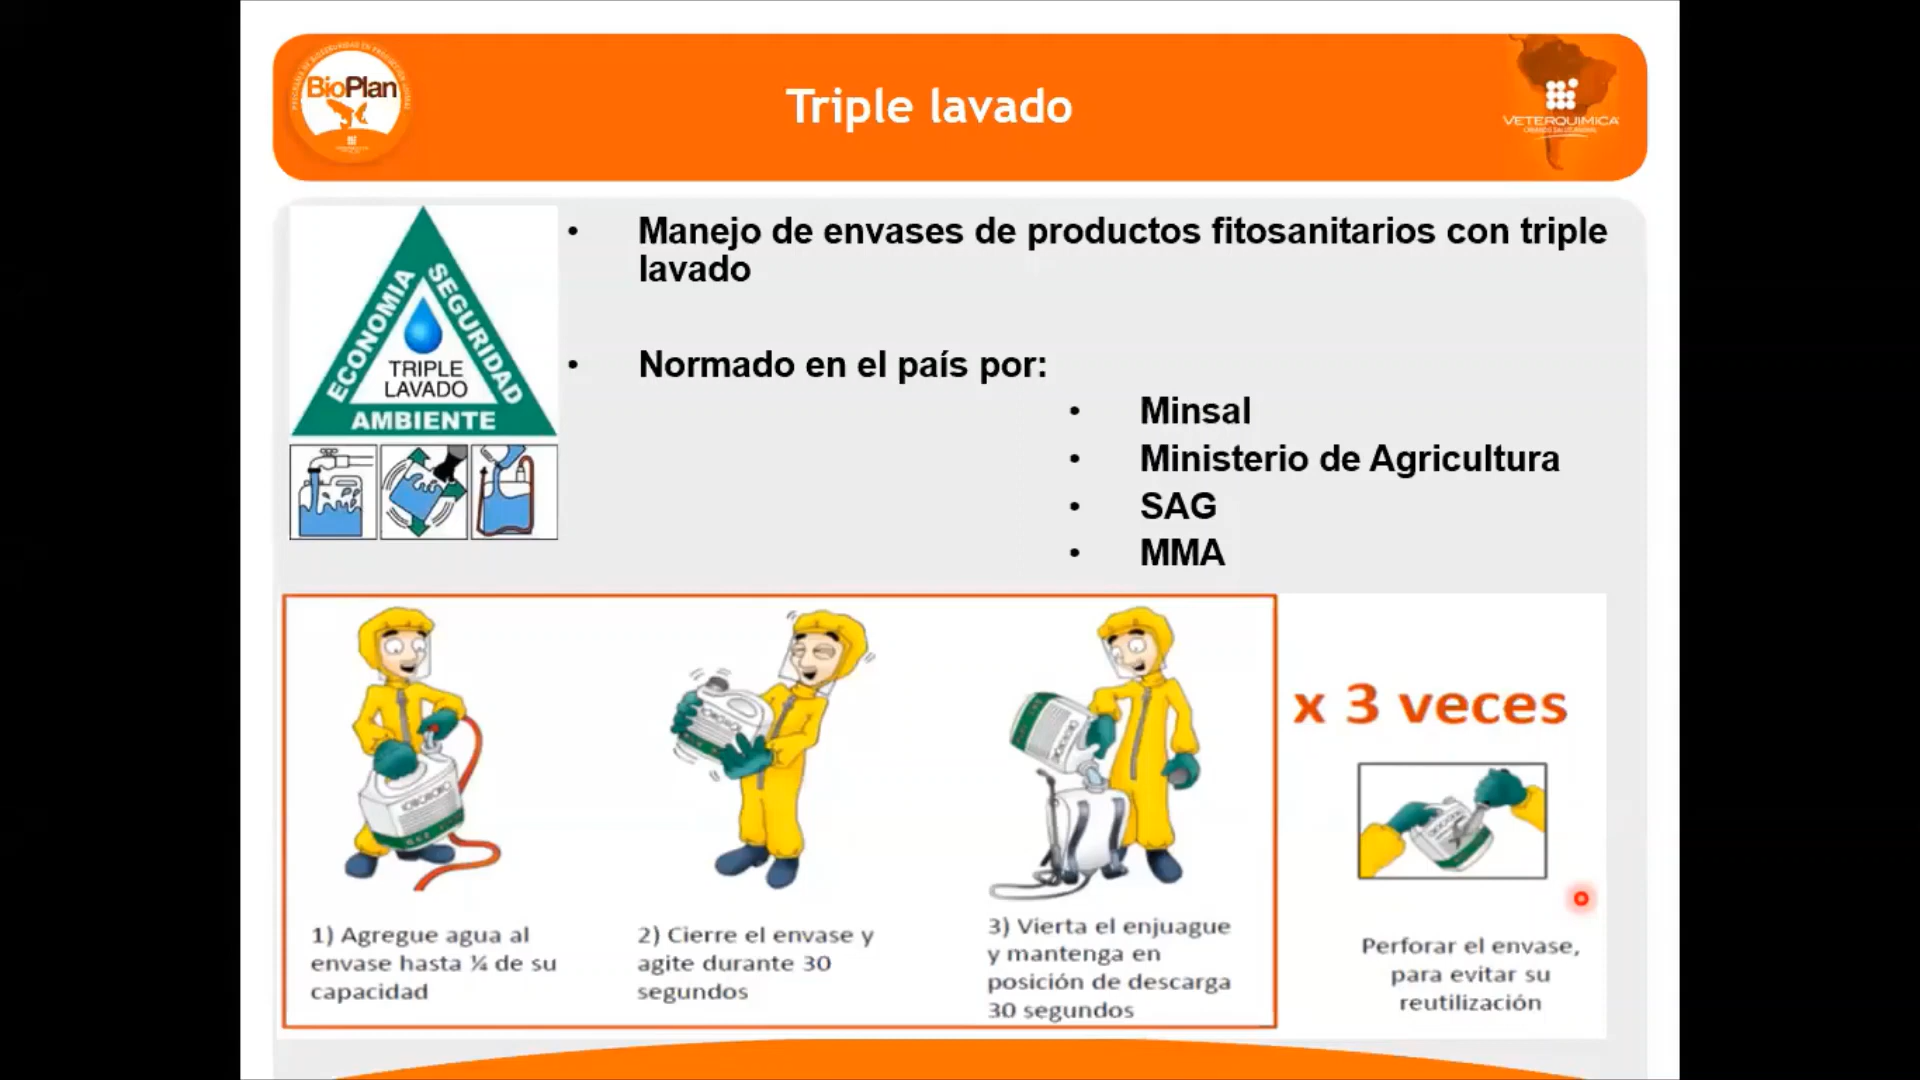 BioPlan
Triple lavado
VETERQUIMICA
ECONOMIA
SEGURIDAD
TRIPLE
LAVADO
AMBIENTE
• Manejo de envases de productos fitosanitarios con triple
lavado
• Normado en el país por:
• Minsal
• Ministerio de Agricultura
• SAG
• MMA
x 3 veces
1) Agregue agua al
envase hasta ¼ de su
capacidad
2) Cierre el envase y
agite durante 30
segundos
3) Vierta el enjuague
y mantenga en
posición de descarga
30 segundos
Perforar el envase,
para evitar su
reutilización